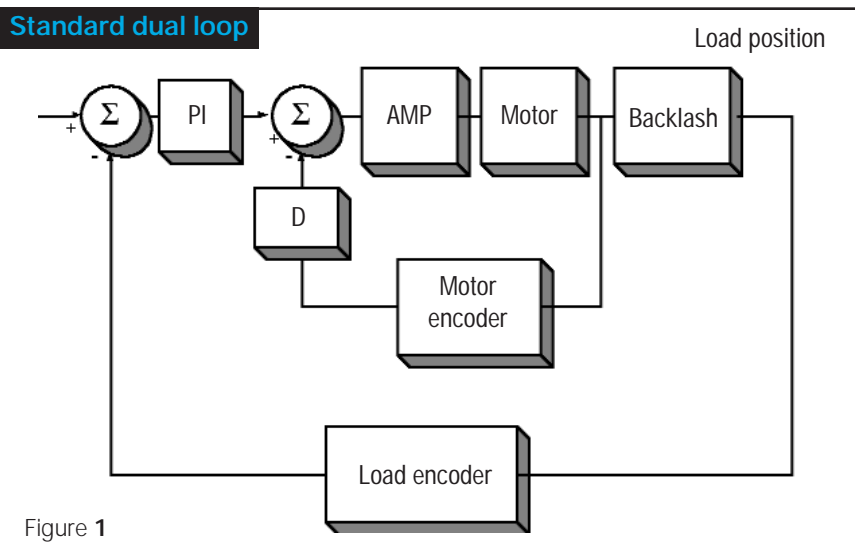 Standard dual loop
Load position
Σ
PI
Σ
AMP
Motor
Backlash
+
-
+
-
D
Motor
encoder
Load encoder
Figure 1